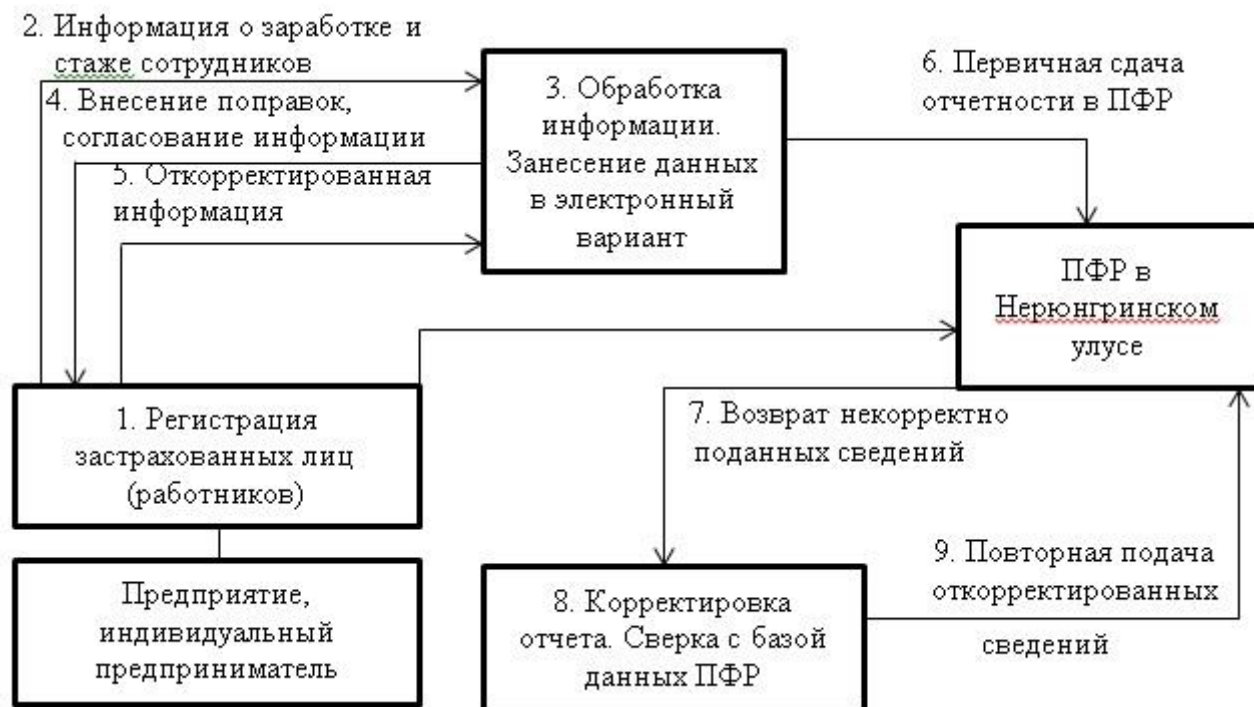 2. Информация о заработке и
стаже сотрудников
4. Внесение поправок,
согласование информации
5. Откорректированная
информация
3. Обработка
информации.
Занесение данных
в электронный
вариант
6. Первичная сдача
отчетности в ПФР
ПФР в
Нерюнгринском
улусе
1. Регистрация
застрахованных лиц
(работников)
Предприятие,
индивидуальный
предприниматель
7. Возврат некорректно
поданных сведений
8. Корректировка
отчета. Сверка с базой
данных ПФР
9. Повторная подача
откорректированных
сведений